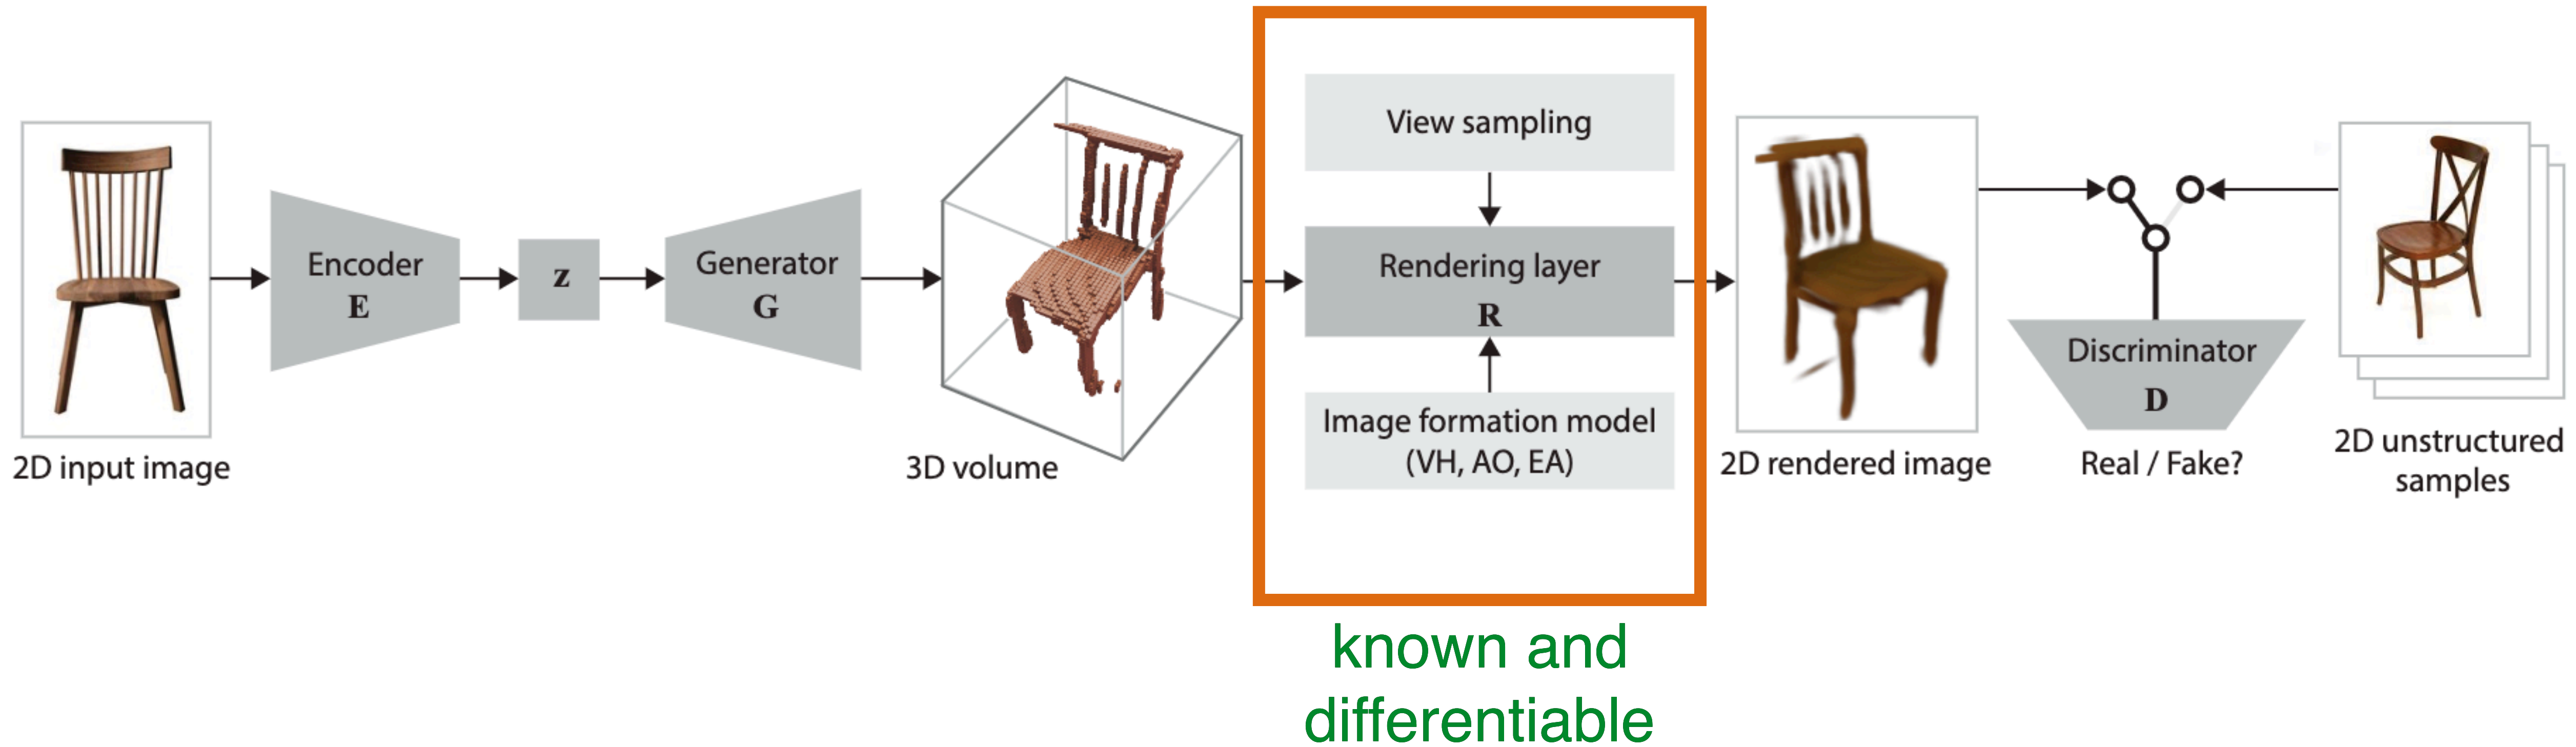 2D input image
Encoder
E
z
Generator
G
3D volume
View sampling
Rendering layer
R
Image formation model
(VH, AO, EA)
known and
differentiable
2D rendered image
Discriminator
D
Real / Fake?
2D unstructured
samples